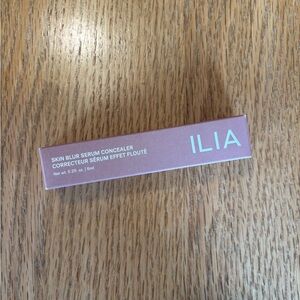 SKIN BLUR SERUM CONCEALER
CORRECTEUR SÉRUM EFFET FLOUTÉ
Net wt. 0.20 oz. | 6ml
ILIA